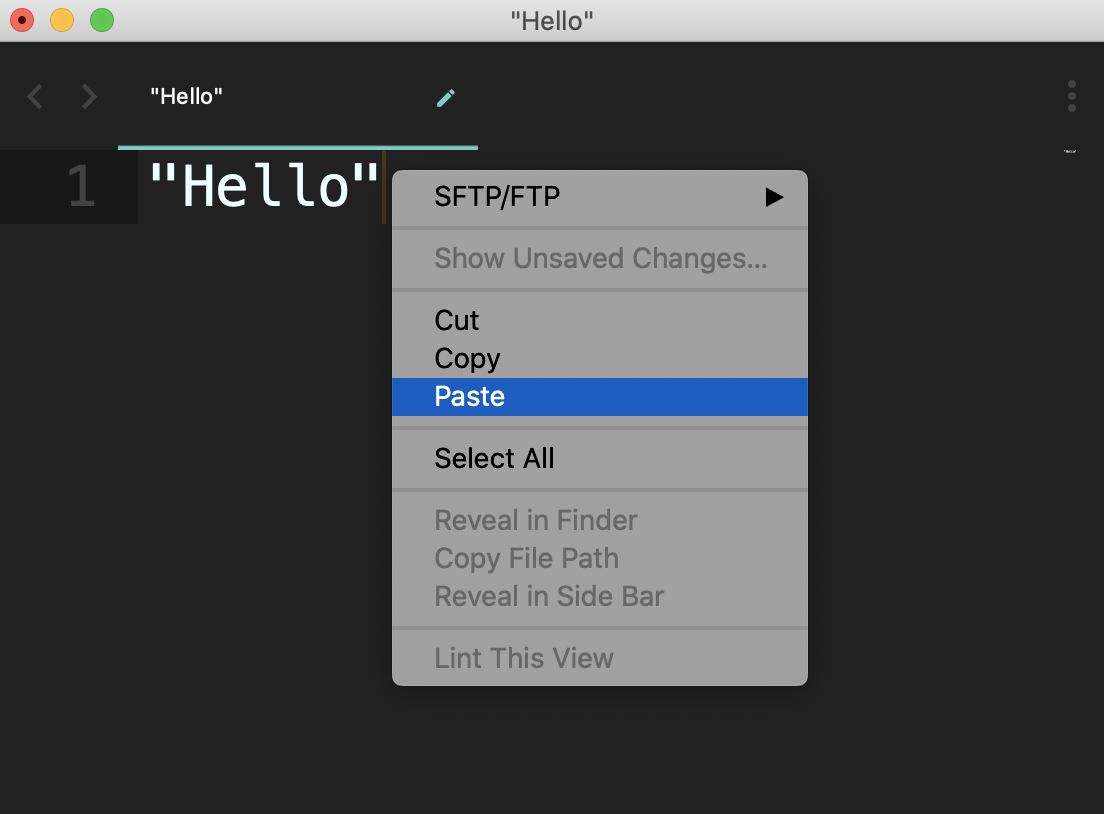 "Hello"
"Hello"
1 "Hello"
SFTP/FTP
Show Unsaved Changes...
Cut
Copy
Paste
Select All
Reveal in Finder
Copy File Path
Reveal in Side Bar
Lint This View